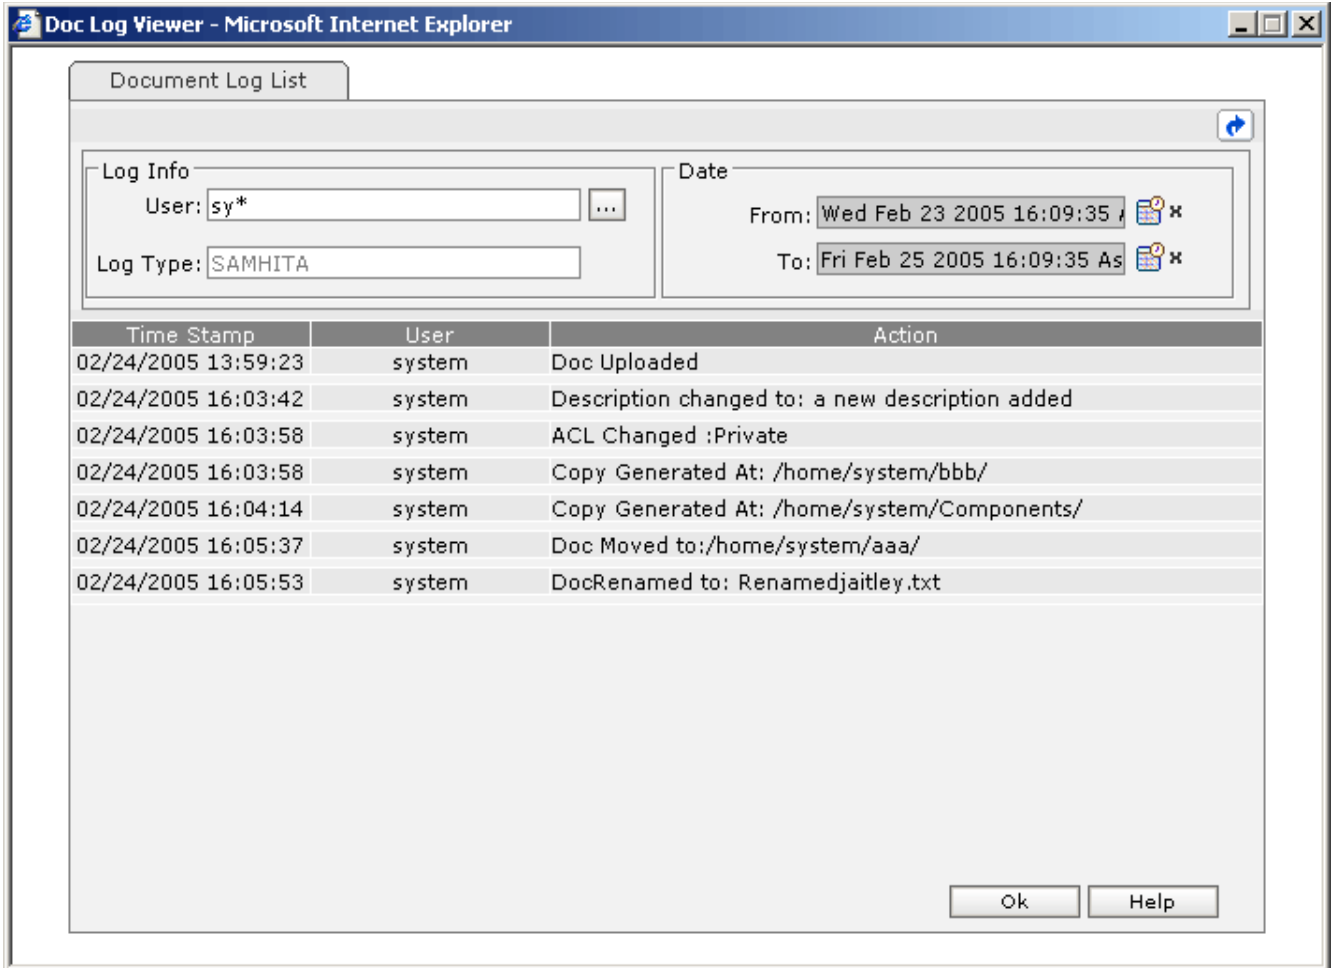 Doc Log Viewer - Microsoft Internet Explorer
Document Log List
Log Info
User: sy* ...
Log Type: SAMHITA
Date
From: Wed Feb 23 2005 16:09:35
To: Fri Feb 25 2005 16:09:35 As
Time Stamp User Action
02/24/2005 13:59:23 system Doc Uploaded
02/24/2005 16:03:42 system Description changed to: a new description added
02/24/2005 16:03:58 system ACL Changed :Private
02/24/2005 16:03:58 system Copy Generated At: /home/system/bbb/
02/24/2005 16:04:14 system Copy Generated At: /home/system/Components/
02/24/2005 16:05:37 system Doc Moved to:/home/system/aaa/
02/24/2005 16:05:53 system DocRenamed to: Renamedjaitley.txt
Ok Help